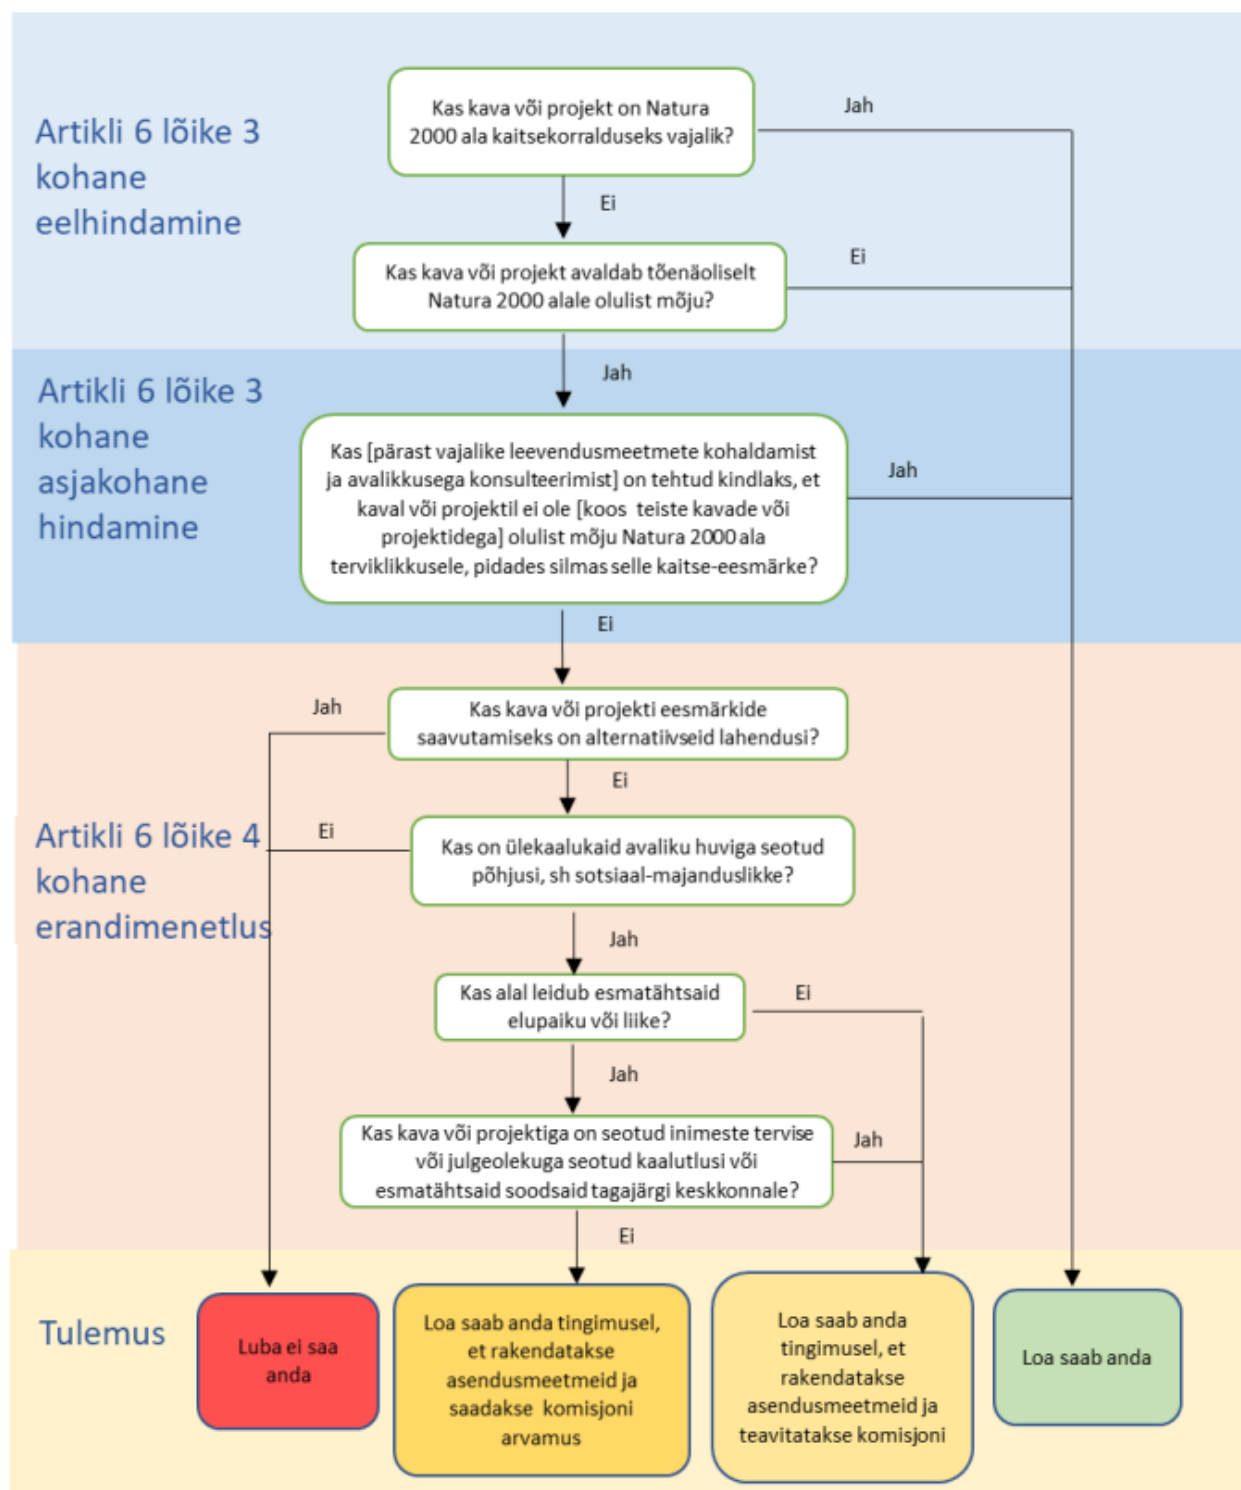 Artikli 6 lõike 3
kohane
eelhindamine
Kas kava või projekt on Natura
2000 ala kaitsekorralduseks vajalik?
Jah
Ei
Kas kava või projekt avaldab tõenäoliselt
Natura 2000 alale olulist mõju?
Ei
Jah
Artikli 6 lõike 3
kohane
asjakohane
hindamine
Kas [pärast vajalike leevendusmeetmete kohaldamist
ja avalikkusega konsulteerimist] on tehtud kindlaks, et
kaval või projektil ei ole [koos teiste kavade või
projektidega] olulist mõju Natura 2000 ala
terviklikkusele, pidades silmas selle kaitse-eesmärke?
Jah
Ei
Artikli 6 lõike 4
kohane
erandimenetlus
Jah
Kas kava või projekti eesmärkide
saavutamiseks on alternatiivseid lahendusi?
Ei
Ei
Kas on ülekaalukaid avaliku huviga seotud
põhjusi, sh sotsiaal-majanduslikke?
Jah
Kas alal leidub esmatähtsaid
elupaiku või liike?
Ei
Jah
Kas kava või projektiga on seotud inimeste tervise
või julgeolekuga seotud kaalutlusi või
esmatähtsaid soodsaid tagajärgi keskkonnale?
Jah
Ei
Tulemus
Luba ei saa
anda
Loa saab anda tingimusel,
et rakendatakse
asendusmeetmeid ja
saadakse komisjoni
arvamus
Loa saab anda
tingimusel, et
rakendatakse
asendusmeetmeid ja
teavitatakse komisjoni
Loa saab anda